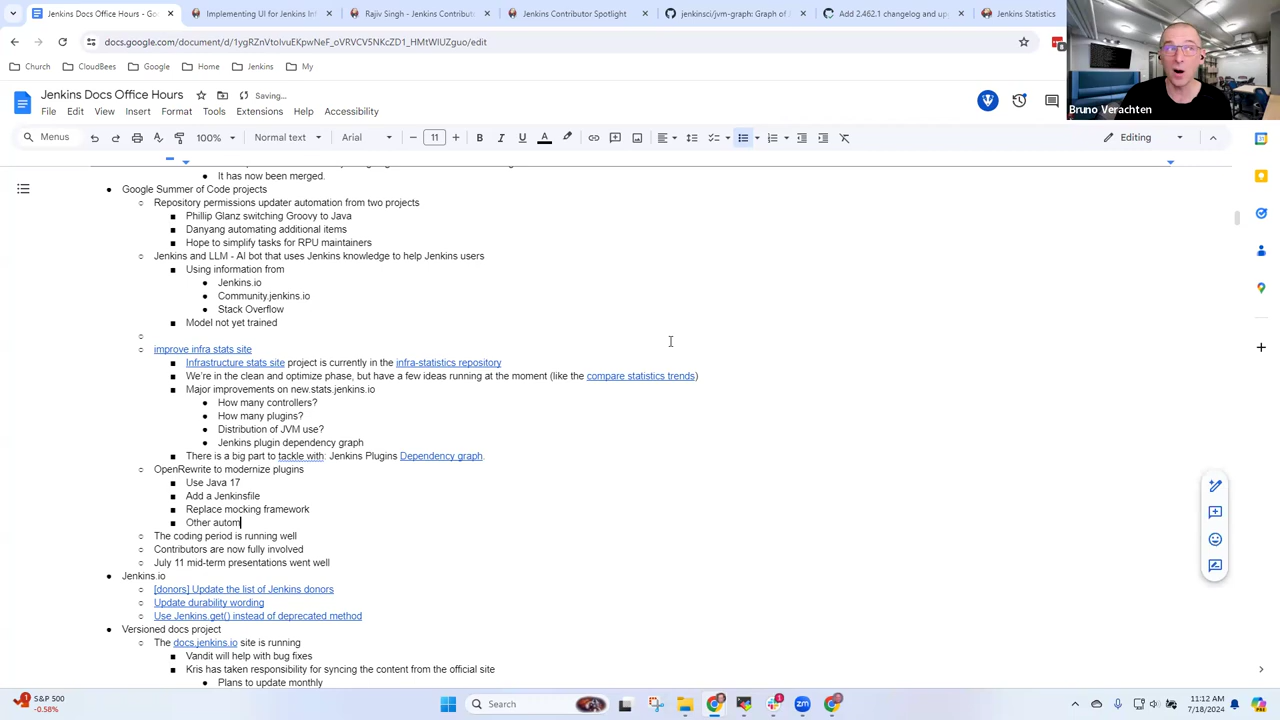 Jenkins Docs Office Hours - Go
Implementing UI for Jenkins Inf
Rajiv Singh - Jenkins Contribut
Jenkins Contributor Spotlight
jenkinsci/jvm-graph: Graph of J
Add 2.462.1 changelog and up
Jenkins Statistics
docs.google.com/document/d/1ygRZnVtoIvuEKpwNeF_oVRVCV5NKcZD1_HMtWIUZguo/edit
Church
CloudBees
Google
Home
Jenkins
My
Bruno Verachten
Jenkins Docs Office Hours
Saving...
File Edit View Insert Format Tools Extensions Help Accessibility
Menus
100%
Normal text
Arial
11
Editing
It has now been merged.
Google Summer of Code projects
Repository permissions updater automation from two projects
Phillip Glanz switching Groovy to Java
Danyang automating additional items
Hope to simplify tasks for RPU maintainers
Jenkins and LLM - AI bot that uses Jenkins knowledge to help Jenkins users
Using information from
Jenkins.io
Community.jenkins.io
Stack Overflow
Model not yet trained
improve infra stats site
Infrastructure stats site project is currently in the infra-statistics repository
We're in the clean and optimize phase, but have a few ideas running at the moment (like the compare statistics trends)
Major improvements on new.stats.jenkins.io
How many controllers?
How many plugins?
Distribution of JVM use?
Jenkins plugin dependency graph
There is a big part to tackle with: Jenkins Plugins Dependency graph.
OpenRewrite to modernize plugins
Use Java 17
Add a Jenkinsfile
Replace mocking framework
Other autom
The coding period is running well
Contributors are now fully involved
July 11 mid-term presentations went well
Jenkins.io
[donors] Update the list of Jenkins donors
Update durability wording
Use Jenkins.get() instead of deprecated method
Versioned docs project
The docs.jenkins.io site is running
Vandit will help with bug fixes
Kris has taken responsibility for syncing the content from the official site
Plans to update monthly
S&P 500
-0.58%
Search
11:12 AM
7/18/2024